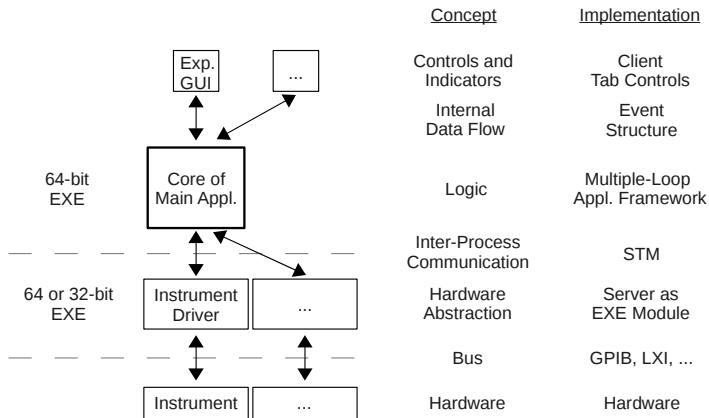 Concept
Implementation
Exp.
GUI
...
Controls and
Indicators
Client
Tab Controls
Internal
Data Flow
Event
Structure
64-bit
EXE
Core of
Main Appl.
Logic
Multiple-Loop
Appl. Framework
Inter-Process
Communication
STM
64 or 32-bit
EXE
Instrument
Driver
...
Hardware
Abstraction
Server as
EXE Module
Bus
GPIB, LXI, ...
Instrument
...
Hardware
Hardware